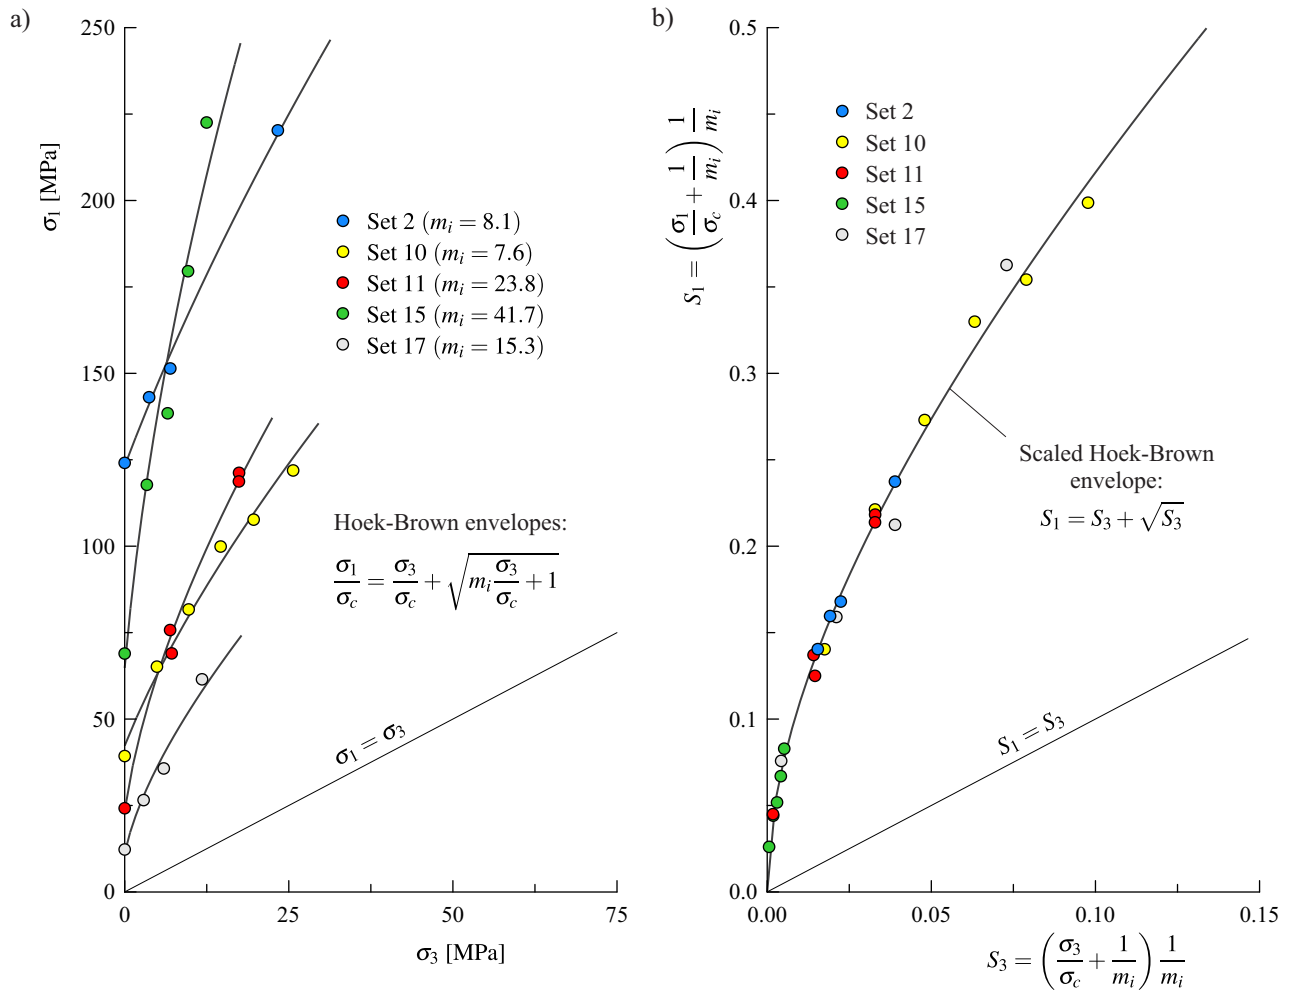 a)
250
200
150
100
50
0
σ₁ [MPa]
Set 2 (mᵢ = 8.1)
Set 10 (mᵢ = 7.6)
Set 11 (mᵢ = 23.8)
Set 15 (mᵢ = 41.7)
Set 17 (mᵢ = 15.3)
Hoek-Brown envelopes:
σ₁/σ_c = σ₃/σ_c + √(mᵢ σ₃/σ_c + 1)
σ₁ = σ₃
0 25 50 75
σ₃ [MPa]
b)
0.5
0.4
0.3
0.2
0.1
0.0
S₁ = (σ₁/σ_c + 1/mᵢ) 1/mᵢ
Set 2
Set 10
Set 11
Set 15
Set 17
Scaled Hoek-Brown
envelope:
S₁ = S₃ + √S₃
S₁ = S₃
0.00 0.05 0.10 0.15
S₃ = (σ₃/σ_c + 1/mᵢ) 1/mᵢ